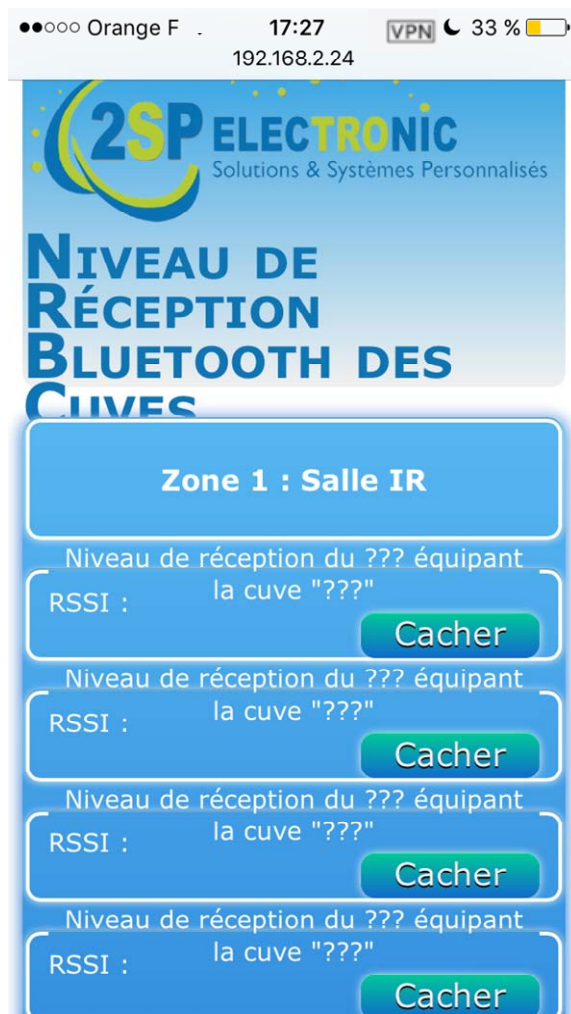 Orange F
17:27
VPN
33 %
192.168.2.24
2SP ELECTRONIC
Solutions & Systèmes Personnalisés
NIVEAU DE
RÉCEPTION
BLUETOOTH DES
CUVES
Zone 1 : Salle IR
Niveau de réception du ??? équipant
la cuve "???"
RSSI :
Cacher
Niveau de réception du ??? équipant
la cuve "???"
RSSI :
Cacher
Niveau de réception du ??? équipant
la cuve "???"
RSSI :
Cacher
Niveau de réception du ??? équipant
la cuve "???"
RSSI :
Cacher